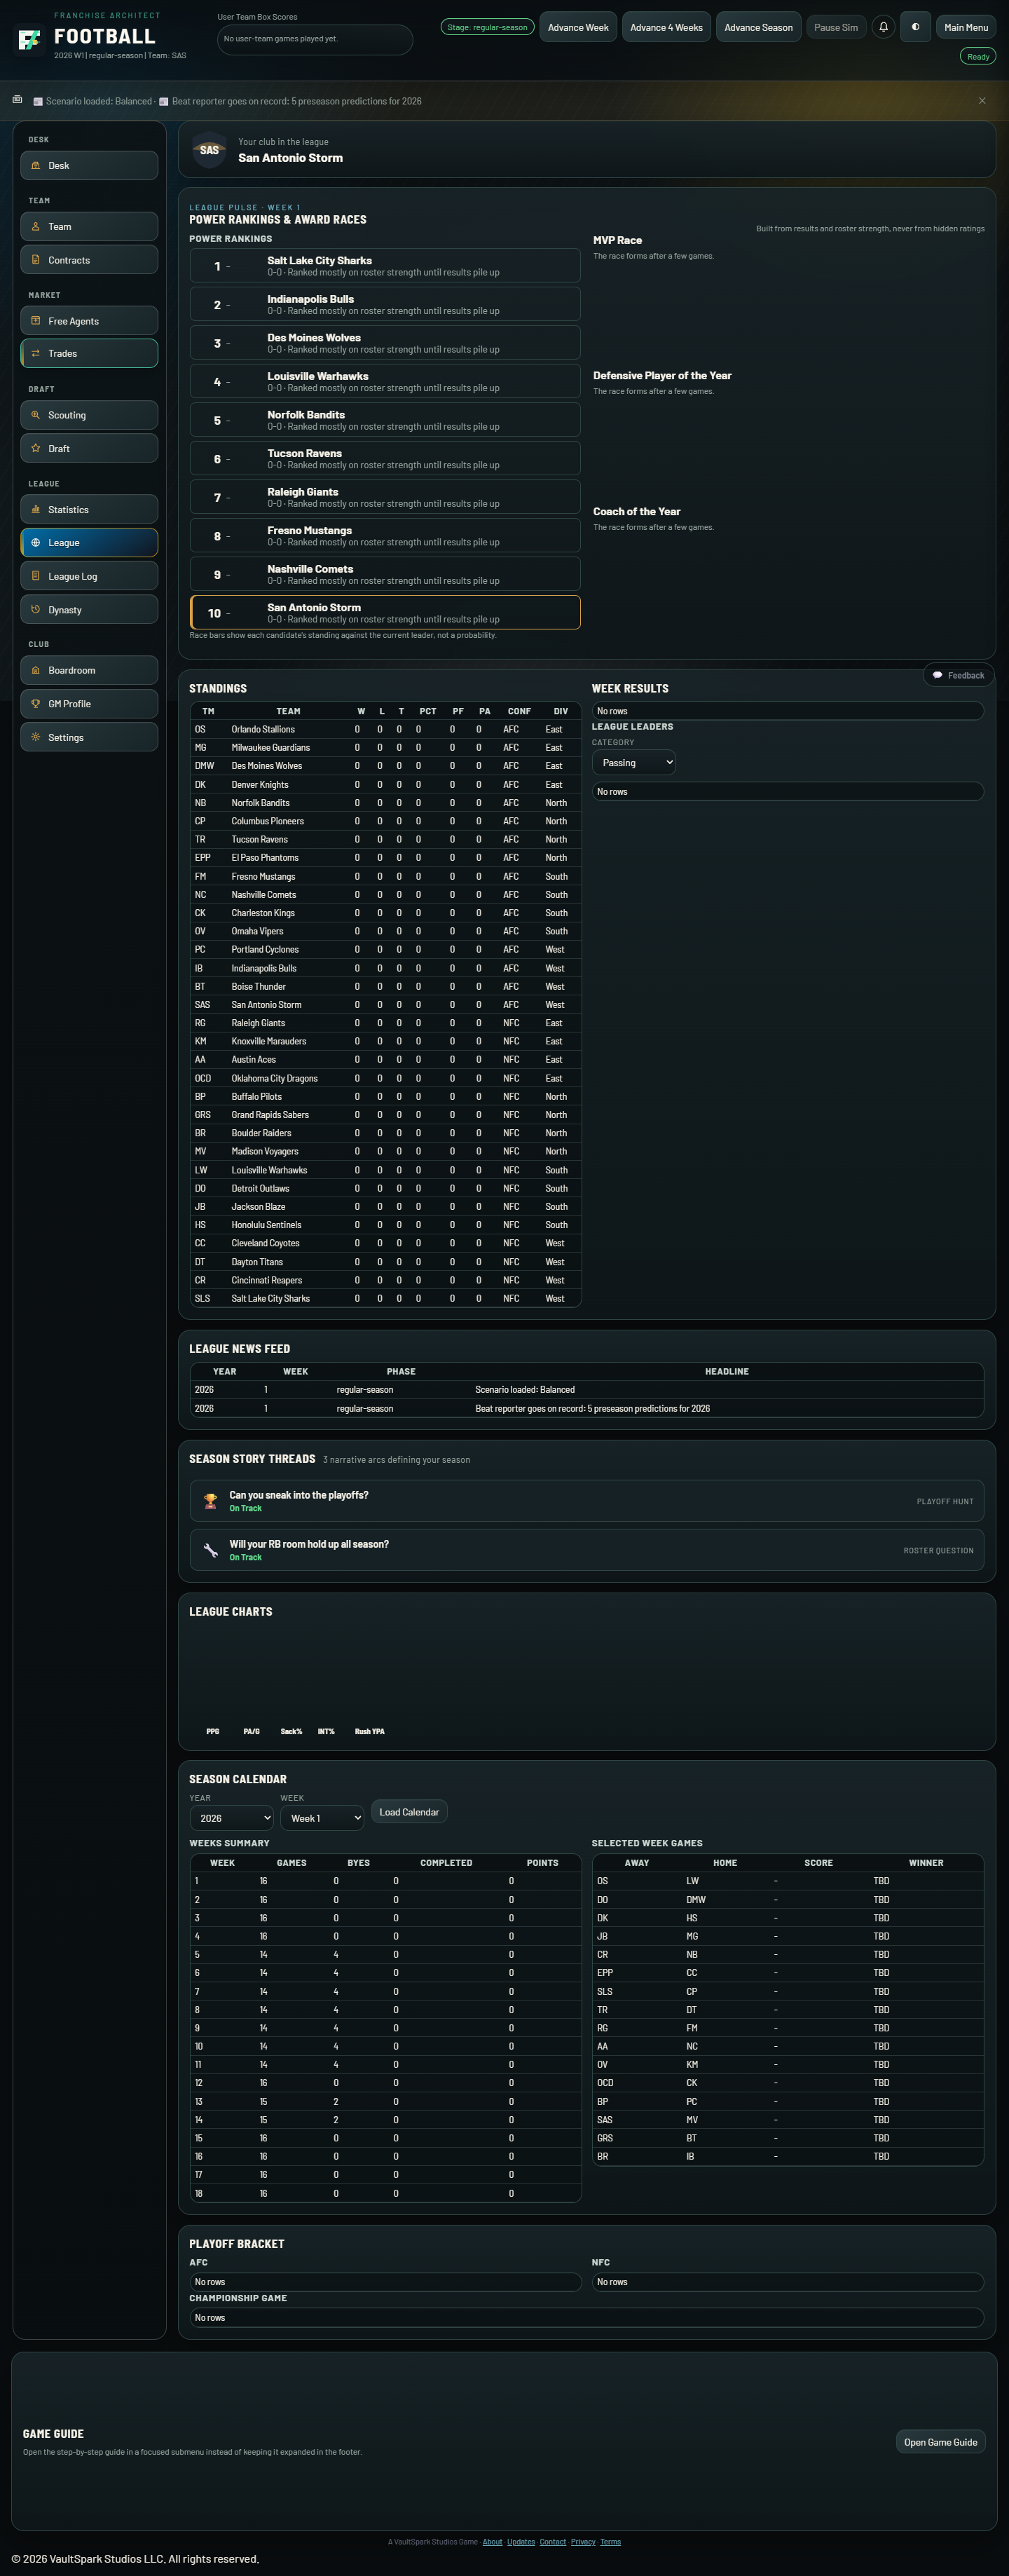 FRANCHISE ARCHITECT
FOOTBALL
2026 W1 | regular-season | Team: SAS
User Team Box Scores
No user-team games played yet.
Stage: regular-season
Advance Week
Advance 4 Weeks
Advance Season
Pause Sim
Main Menu
Ready
Scenario loaded: Balanced · Beat reporter goes on record: 5 preseason predictions for 2026
DESK
Desk
TEAM
Team
Contracts
MARKET
Free Agents
Trades
DRAFT
Scouting
Draft
LEAGUE
Statistics
League
League Log
Dynasty
CLUB
Boardroom
GM Profile
Settings
SAS
Your club in the league
San Antonio Storm
LEAGUE PULSE · WEEK 1
POWER RANKINGS & AWARD RACES
Built from results and roster strength, never from hidden ratings
POWER RANKINGS
1 – Salt Lake City Sharks
0-0 · Ranked mostly on roster strength until results pile up
2 – Indianapolis Bulls
0-0 · Ranked mostly on roster strength until results pile up
3 – Des Moines Wolves
0-0 · Ranked mostly on roster strength until results pile up
4 – Louisville Warhawks
0-0 · Ranked mostly on roster strength until results pile up
5 – Norfolk Bandits
0-0 · Ranked mostly on roster strength until results pile up
6 – Tucson Ravens
0-0 · Ranked mostly on roster strength until results pile up
7 – Raleigh Giants
0-0 · Ranked mostly on roster strength until results pile up
8 – Fresno Mustangs
0-0 · Ranked mostly on roster strength until results pile up
9 – Nashville Comets
0-0 · Ranked mostly on roster strength until results pile up
10 – San Antonio Storm
0-0 · Ranked mostly on roster strength until results pile up
Race bars show each candidate's standing against the current leader, not a probability.
MVP Race
The race forms after a few games.
Defensive Player of the Year
The race forms after a few games.
Coach of the Year
The race forms after a few games.
Feedback
STANDINGS
TM TEAM W L T PCT PF PA CONF DIV
OS Orlando Stallions 0 0 0 0 0 0 AFC East
MG Milwaukee Guardians 0 0 0 0 0 0 AFC East
DMW Des Moines Wolves 0 0 0 0 0 0 AFC East
DK Denver Knights 0 0 0 0 0 0 AFC East
NB Norfolk Bandits 0 0 0 0 0 0 AFC North
CP Columbus Pioneers 0 0 0 0 0 0 AFC North
TR Tucson Ravens 0 0 0 0 0 0 AFC North
EPP El Paso Phantoms 0 0 0 0 0 0 AFC North
FM Fresno Mustangs 0 0 0 0 0 0 AFC South
NC Nashville Comets 0 0 0 0 0 0 AFC South
CK Charleston Kings 0 0 0 0 0 0 AFC South
OV Omaha Vipers 0 0 0 0 0 0 AFC South
PC Portland Cyclones 0 0 0 0 0 0 AFC West
IB Indianapolis Bulls 0 0 0 0 0 0 AFC West
BT Boise Thunder 0 0 0 0 0 0 AFC West
SAS San Antonio Storm 0 0 0 0 0 0 AFC West
RG Raleigh Giants 0 0 0 0 0 0 NFC East
KM Knoxville Marauders 0 0 0 0 0 0 NFC East
AA Austin Aces 0 0 0 0 0 0 NFC East
OCD Oklahoma City Dragons 0 0 0 0 0 0 NFC East
BP Buffalo Pilots 0 0 0 0 0 0 NFC North
GRS Grand Rapids Sabers 0 0 0 0 0 0 NFC North
BR Boulder Raiders 0 0 0 0 0 0 NFC North
MV Madison Voyagers 0 0 0 0 0 0 NFC North
LW Louisville Warhawks 0 0 0 0 0 0 NFC South
DO Detroit Outlaws 0 0 0 0 0 0 NFC South
JB Jackson Blaze 0 0 0 0 0 0 NFC South
HS Honolulu Sentinels 0 0 0 0 0 0 NFC South
CC Cleveland Coyotes 0 0 0 0 0 0 NFC West
DT Dayton Titans 0 0 0 0 0 0 NFC West
CR Cincinnati Reapers 0 0 0 0 0 0 NFC West
SLS Salt Lake City Sharks 0 0 0 0 0 0 NFC West
WEEK RESULTS
No rows
LEAGUE LEADERS
CATEGORY
Passing
No rows
LEAGUE NEWS FEED
YEAR WEEK PHASE HEADLINE
2026 1 regular-season Scenario loaded: Balanced
2026 1 regular-season Beat reporter goes on record: 5 preseason predictions for 2026
SEASON STORY THREADS 3 narrative arcs defining your season
Can you sneak into the playoffs?
On Track
PLAYOFF HUNT
Will your RB room hold up all season?
On Track
ROSTER QUESTION
LEAGUE CHARTS
PPG PA/G Sack% INT% Rush YPA
SEASON CALENDAR
YEAR WEEK
2026 Week 1 Load Calendar
WEEKS SUMMARY
WEEK GAMES BYES COMPLETED POINTS
1 16 0 0 0
2 16 0 0 0
3 16 0 0 0
4 16 0 0 0
5 14 4 0 0
6 14 4 0 0
7 14 4 0 0
8 14 4 0 0
9 14 4 0 0
10 14 4 0 0
11 14 4 0 0
12 16 0 0 0
13 15 2 0 0
14 15 2 0 0
15 16 0 0 0
16 16 0 0 0
17 16 0 0 0
18 16 0 0 0
SELECTED WEEK GAMES
AWAY HOME SCORE WINNER
OS LW - TBD
DO DMW - TBD
DK HS - TBD
JB MG - TBD
CR NB - TBD
EPP CC - TBD
SLS CP - TBD
TR DT - TBD
RG FM - TBD
AA NC - TBD
OV KM - TBD
OCD CK - TBD
BP PC - TBD
SAS MV - TBD
GRS BT - TBD
BR IB - TBD
PLAYOFF BRACKET
AFC
No rows
NFC
No rows
CHAMPIONSHIP GAME
No rows
GAME GUIDE
Open the step-by-step guide in a focused submenu instead of keeping it expanded in the footer.
Open Game Guide
A VaultSpark Studios Game · About · Updates · Contact · Privacy · Terms
© 2026 VaultSpark Studios LLC. All rights reserved.